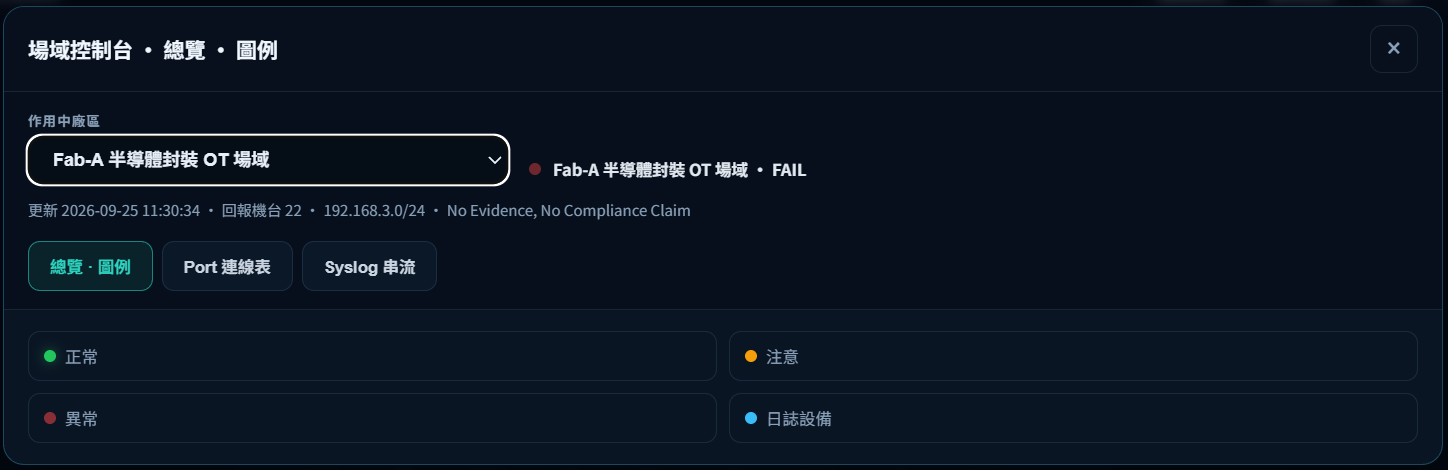 場域控制台 • 總覽 • 圖例
×
作用中廠區
Fab-A 半導體封裝 OT 場域
Fab-A 半導體封裝 OT 場域 • FAIL
更新 2026-09-25 11:30:34 • 回報機台 22 • 192.168.3.0/24 • No Evidence, No Compliance Claim
總覽 · 圖例
Port 連線表
Syslog 串流
正常
注意
異常
日誌設備